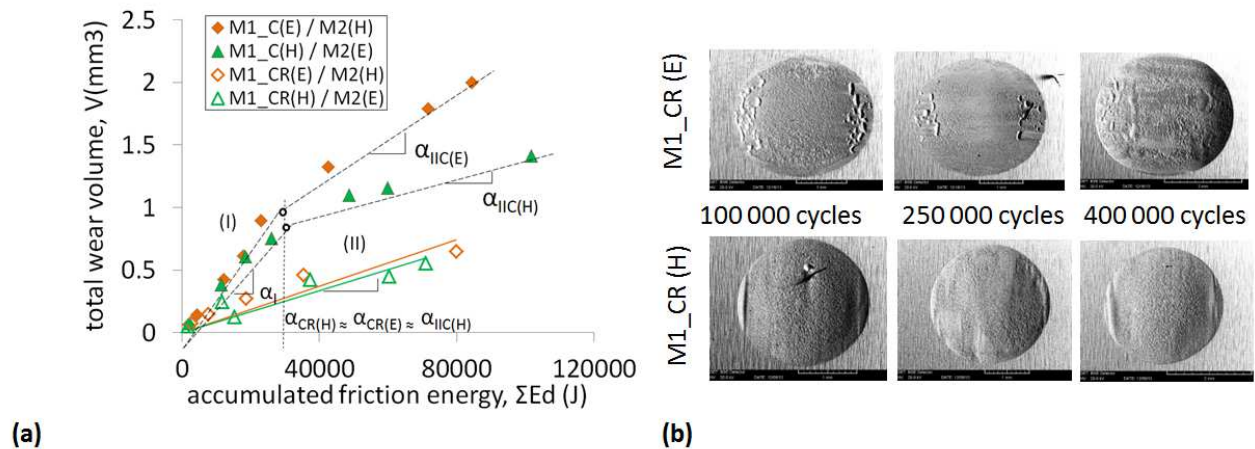 total wear volume, V(mm3)
2.5
2
1.5
1
0.5
0
M1_C(E) / M2(H)
M1_C(H) / M2(E)
M1_CR(E) / M2(H)
M1_CR(H) / M2(E)
αIIC(E)
αIIC(H)
(I)
(II)
αI
αCR(H) ≈ αCR(E) ≈ αIIC(H)
0 40000 80000 120000
accumulated friction energy, ΣEd (J)
(a)
M1_CR (E)
100 000 cycles 250 000 cycles 400 000 cycles
M1_CR (H)
(b)